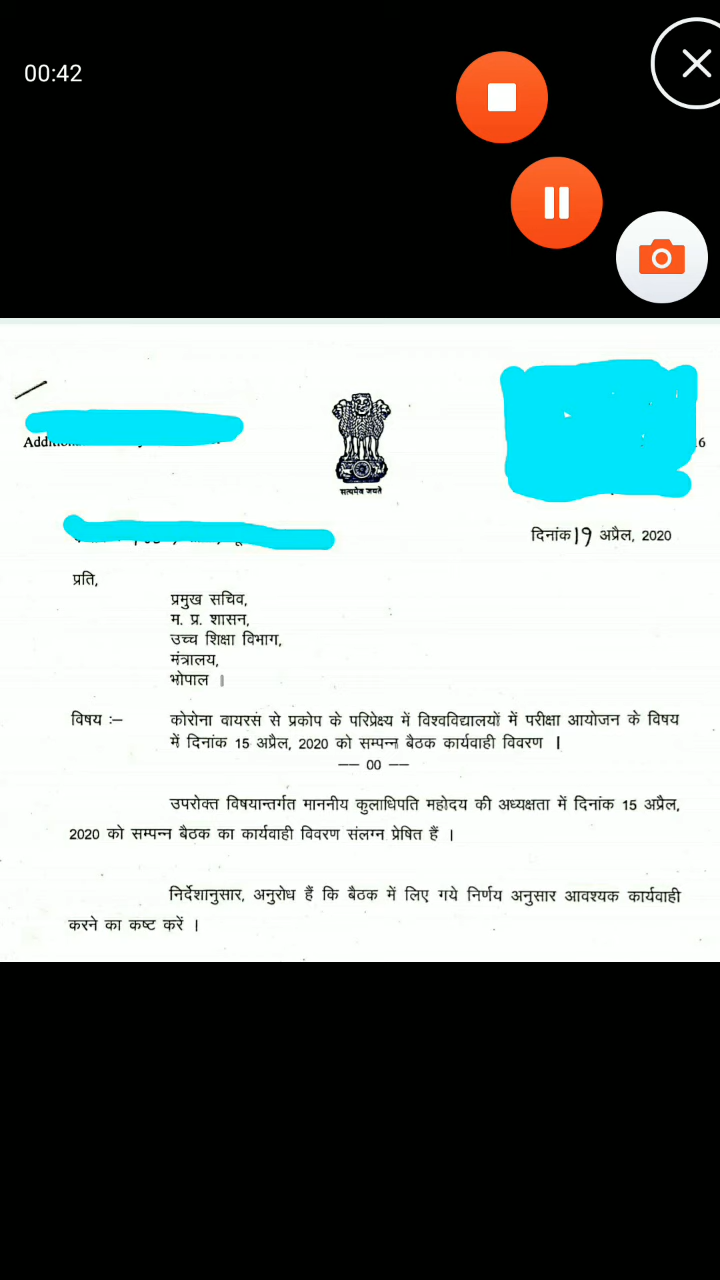 00:42
6
सत्यमेव जयते
दिनांक 19 अप्रैल, 2020
प्रति,
प्रमुख सचिव,
म. प्र. शासन,
उच्च शिक्षा विभाग,
मंत्रालय,
भोपाल ।
विषय :– कोरोना वायरस से प्रकोप के परिप्रेक्ष्य में विश्वविद्यालयों में परीक्षा आयोजन के विषय
में दिनांक 15 अप्रैल, 2020 को सम्पन्न बैठक कार्यवाही विवरण ।
–– 00 ––
उपरोक्त विषयान्तर्गत माननीय कुलाधिपति महोदय की अध्यक्षता में दिनांक 15 अप्रैल,
2020 को सम्पन्न बैठक का कार्यवाही विवरण संलग्न प्रेषित हैं ।
निर्देशानुसार, अनुरोध हैं कि बैठक में लिए गये निर्णय अनुसार आवश्यक कार्यवाही
करने का कष्ट करें ।